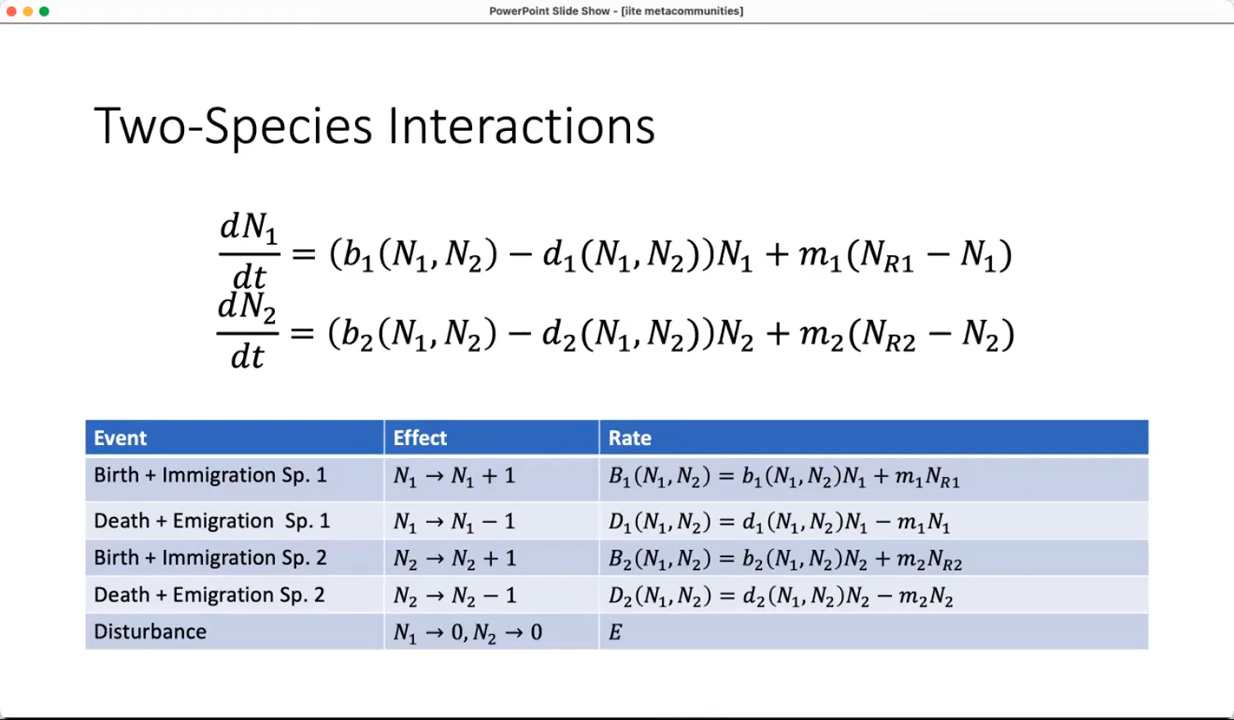 PowerPoint Slide Show - [iite metacommunities]
Two-Species Interactions
dN₁/dt = (b₁(N₁, N₂) − d₁(N₁, N₂))N₁ + m₁(N_R1 − N₁)
dN₂/dt = (b₂(N₁, N₂) − d₂(N₁, N₂))N₂ + m₂(N_R2 − N₂)
Event Effect Rate
Birth + Immigration Sp. 1 N₁ → N₁ + 1 B₁(N₁, N₂) = b₁(N₁, N₂)N₁ + m₁N_R1
Death + Emigration Sp. 1 N₁ → N₁ − 1 D₁(N₁, N₂) = d₁(N₁, N₂)N₁ − m₁N₁
Birth + Immigration Sp. 2 N₂ → N₂ + 1 B₂(N₁, N₂) = b₂(N₁, N₂)N₂ + m₂N_R2
Death + Emigration Sp. 2 N₂ → N₂ − 1 D₂(N₁, N₂) = d₂(N₁, N₂)N₂ − m₂N₂
Disturbance N₁ → 0, N₂ → 0 E